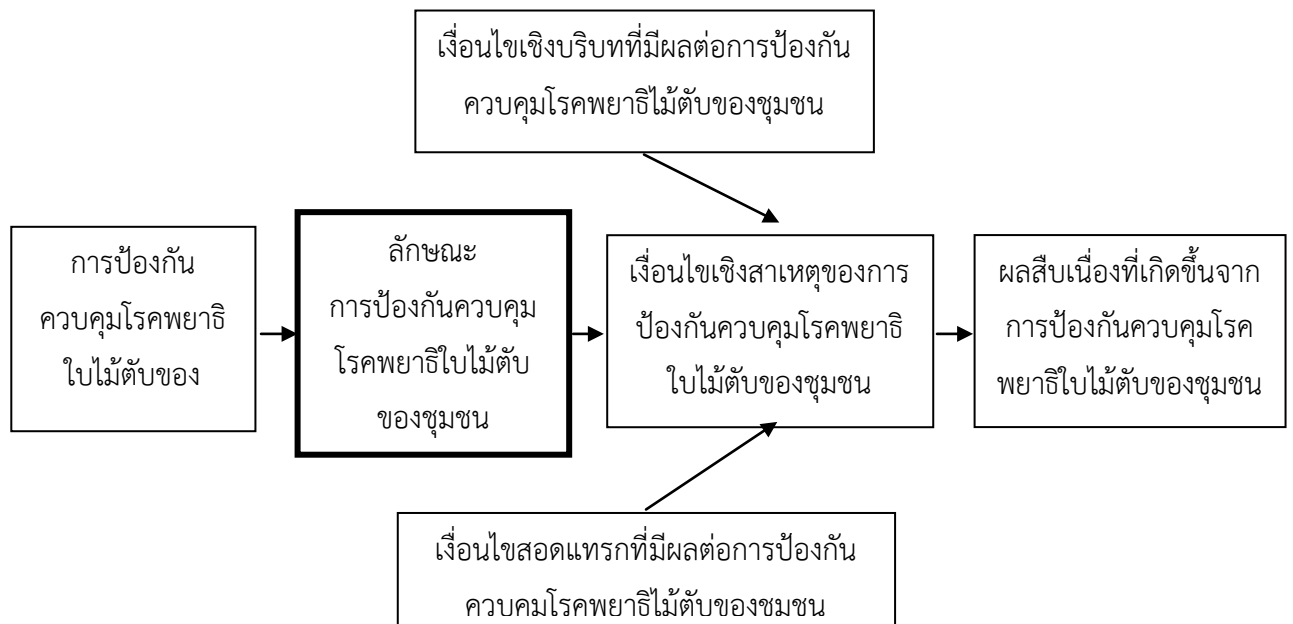 เงื่อนไขเชิงบริบทที่มีผลต่อการป้องกัน
ควบคุมโรคพยาธิไม้ตับของชุมชน
การป้องกัน
ควบคุมโรคพยาธิ
ใบไม้ตับของ
ลักษณะ
การป้องกันควบคุม
โรคพยาธิใบไม้ตับ
ของชุมชน
เงื่อนไขเชิงสาเหตุของการ
ป้องกันควบคุมโรคพยาธิ
ใบไม้ตับของชุมชน
ผลสืบเนื่องที่เกิดขึ้นจาก
การป้องกันควบคุมโรค
พยาธิใบไม้ตับของชุมชน
เงื่อนไขสอดแทรกที่มีผลต่อการป้องกัน
ควบคุมโรคพยาธิไม้ตับของชุมชน